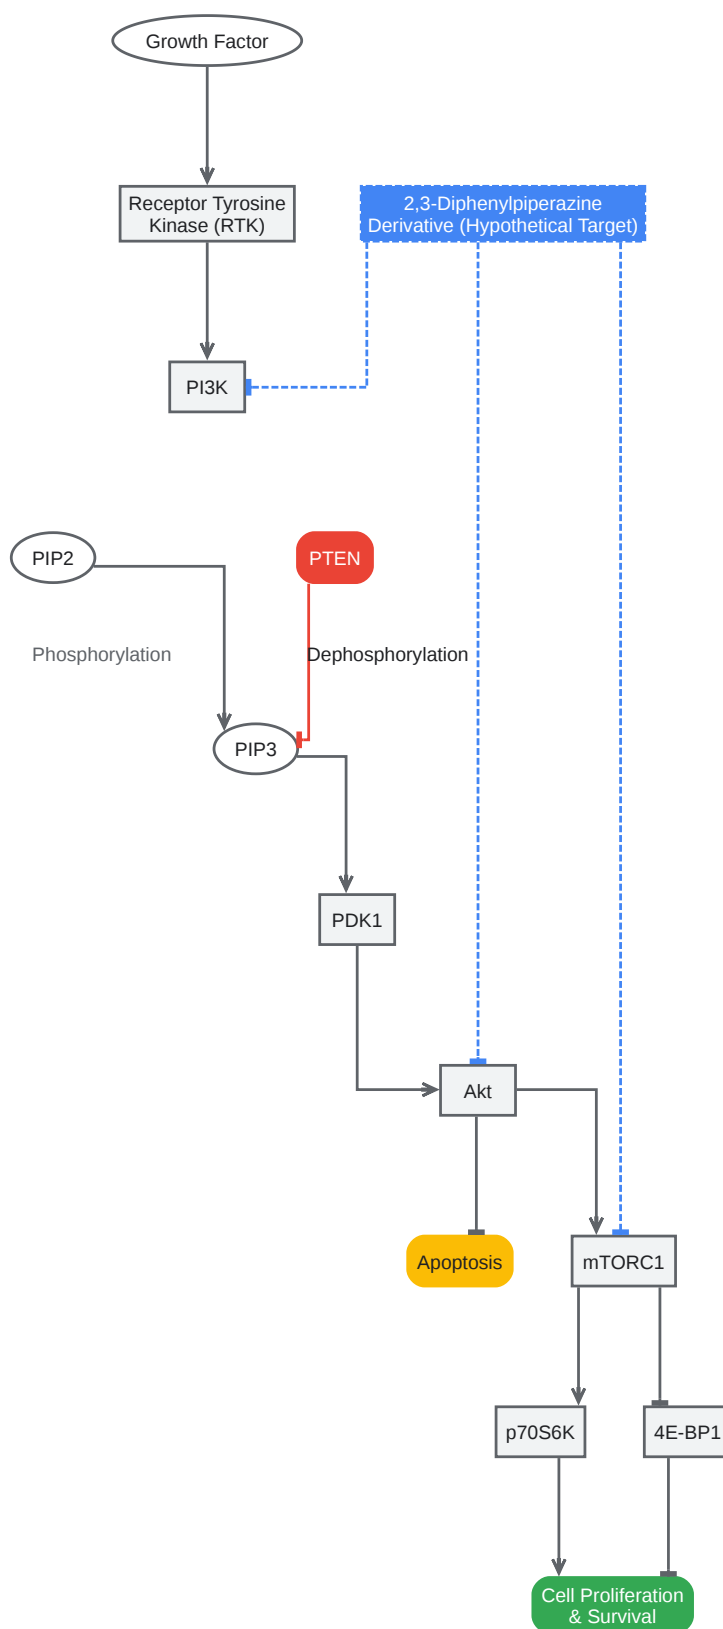 Growth Factor
Receptor Tyrosine
Kinase (RTK)
2,3-Diphenylpiperazine
Derivative (Hypothetical Target)
PI3K
PIP2
PTEN
Phosphorylation
Dephosphorylation
PIP3
PDK1
Akt
Apoptosis
mTORC1
p70S6K
4E-BP1
Cell Proliferation
& Survival